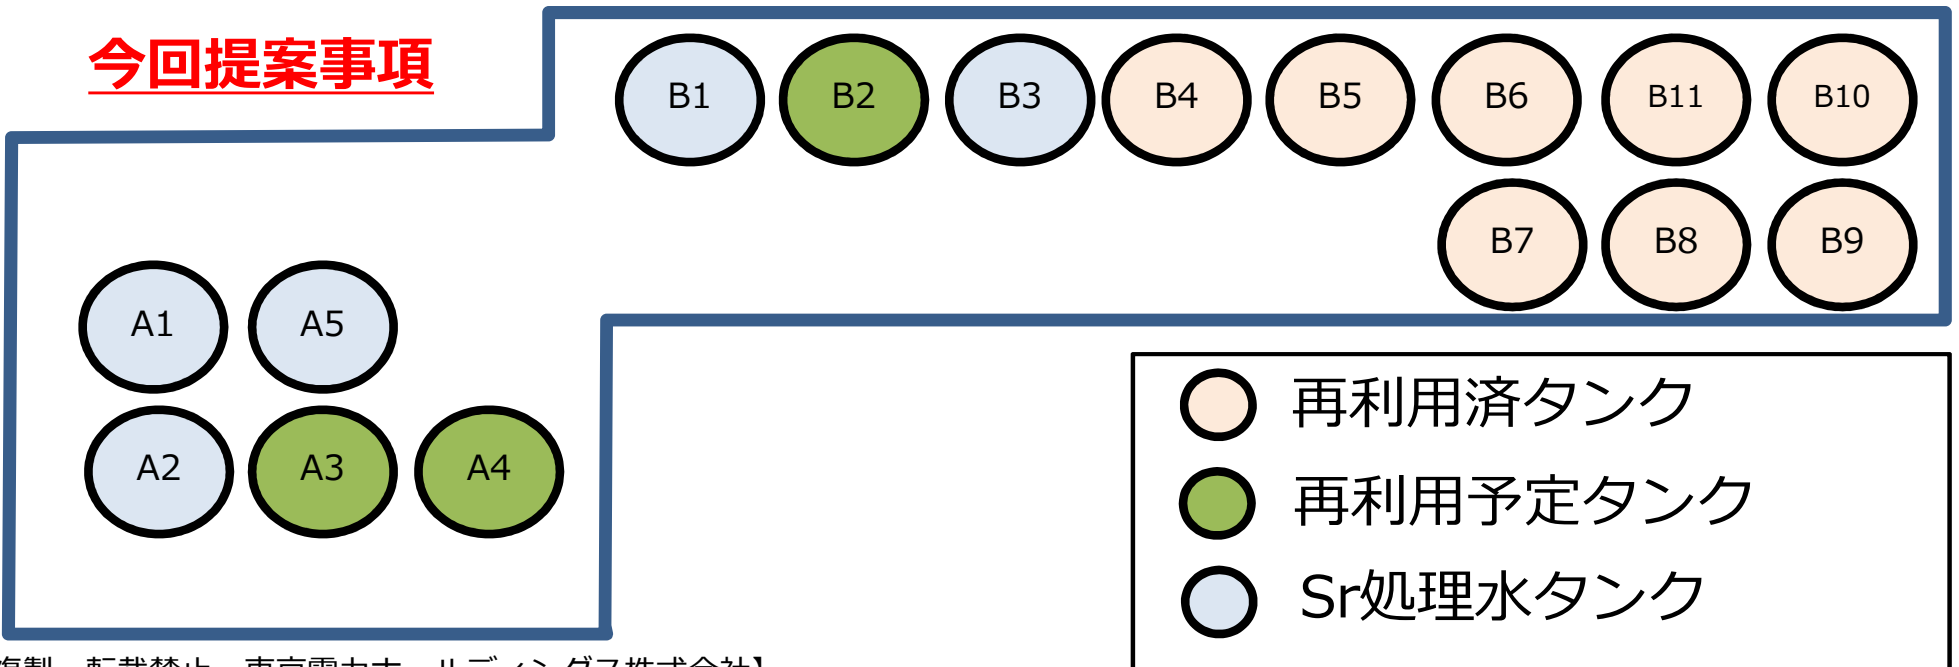 今回提案事項
B1 B2 B3 B4 B5 B6 B11 B10
B7 B8 B9
A1 A5
A2 A3 A4
再利用済タンク
再利用予定タンク
Sr処理水タンク